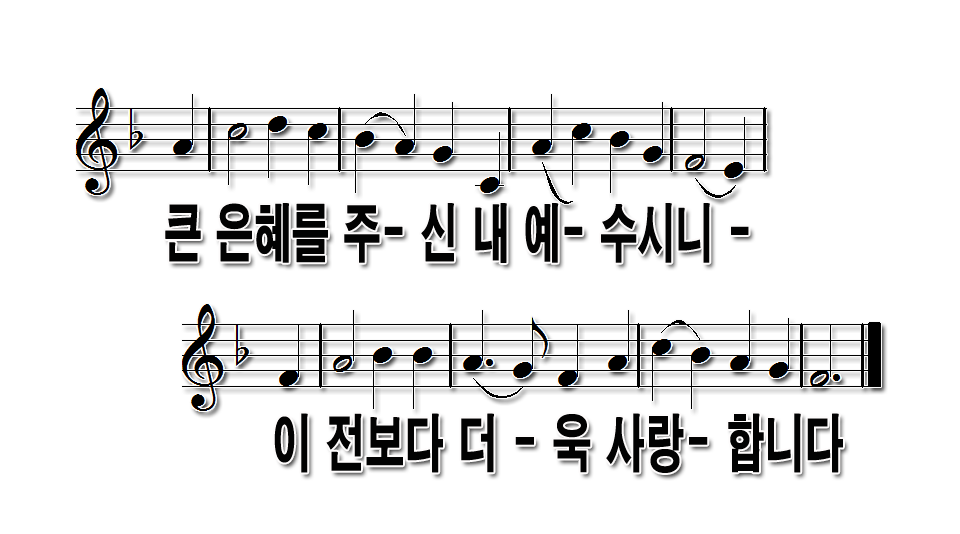 큰 은혜를 주- 신 내 예- 수시니 -
이 전보다 더 - 욱 사랑- 합니다